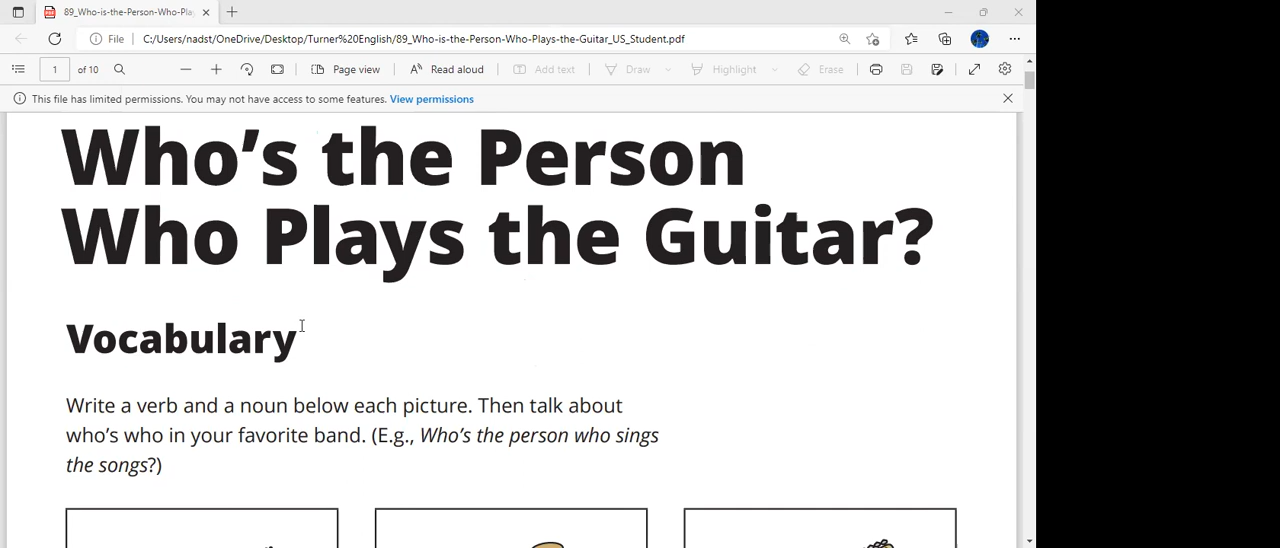 89_Who-is-the-Person-Who-Pla
File C:/Users/nadst/OneDrive/Desktop/Turner%20English/89_Who-is-the-Person-Who-Plays-the-Guitar_US_Student.pdf
1 of 10 Page view Read aloud Add text Draw Highlight Erase
This file has limited permissions. You may not have access to some features. View permissions
Who's the Person
Who Plays the Guitar?
Vocabulary
Write a verb and a noun below each picture. Then talk about
who's who in your favorite band. (E.g., Who's the person who sings
the songs?)